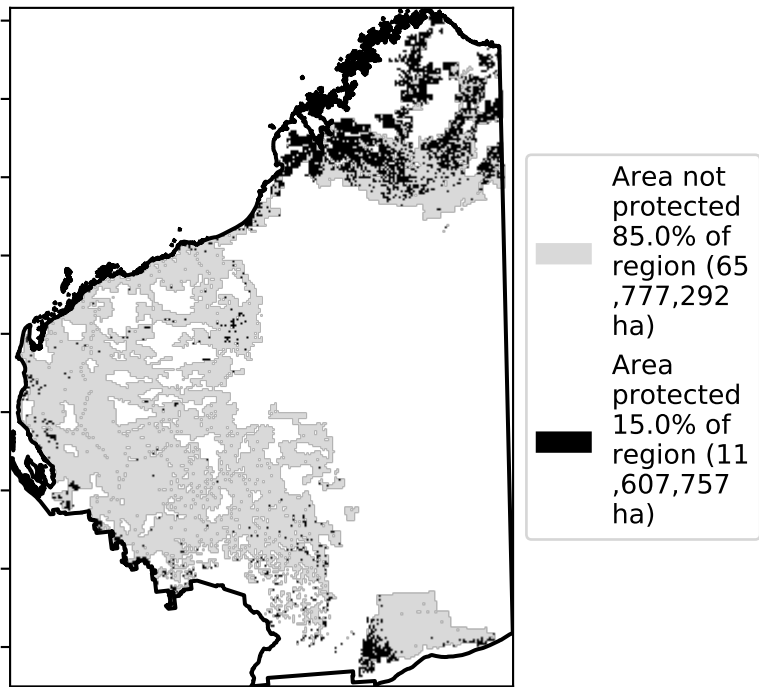 Area not
protected
85.0% of
region (65
,777,292
ha)
Area
protected
15.0% of
region (11
,607,757
ha)